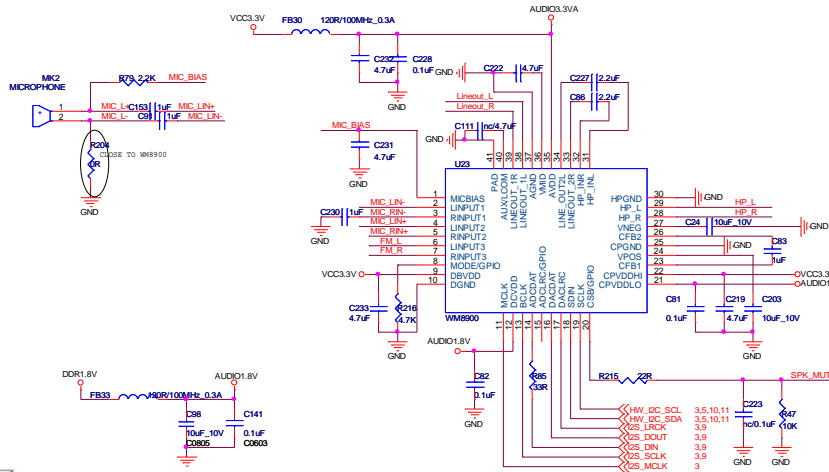 AUDIO3.3VA
VCC3.3V
FB30 120R/100MHz_0.3A
C232
4.7uF
C228
0.1uF
GND
GND
C222 4.7uF
C227 2.2uF
C86 2.2uF
Lineout_L
Lineout_R
GND
C111 nc/4.7uF
MK2
MICROPHONE
R79 2.2K
MIC_BIAS
1
2
MIC_L+
C153 1uF
MIC_LIN+
MIC_L-
C91 1uF
MIC_LIN-
R204
0R
CLOSE TO WM8900
GND
MIC_BIAS
C231
4.7uF
GND
U23
41 40 39 38 37 36 35 34 33 32 31
PAD
AUX/LCOM
LINEOUT_1R
LINEOUT_1L
AGND
VMID
AVDD
LINE_OUT2L
LINEOUT_2R
HP_INR
HP_INL
MIC_LIN- 1 MICBIAS
MIC_RIN- 2 LINPUT1
MIC_LIN+ 3 RINPUT1
MIC_RIN+ 4 LINPUT2
5 RINPUT2
FM_L 6 LINPUT3
FM_R 7 RINPUT3
8 MODE/GPIO
9 DBVDD
10 DGND
C230 1uF
GND
VCC3.3V
C233
4.7uF
R216
4.7K
GND
HPGND 30
HP_L 29 HP_L
HP_R 28 HP_R
VNEG 27
CFB2 26
CPGND 25
VPOS 24
CFB1 23
CPVDDHI 22
CPVDDLO 21
GND
C24 10uF_10V
GND
GND
C83
1uF
VCC3.3
AUDIO1
C81
0.1uF
C219
4.7uF
C203
10uF_10V
GND
MCLK
DCVDD
BCLK
ADCDAT
ADCLRC/GPIO
DACDAT
DACLRC
SDIN
SCLK
CSB/GPIO
WM8900
11 12 13 14 15 16 17 18 19 20
AUDIO1.8V
C82
0.1uF
GND
R85
33R
R215 22R
SPK_MUT
C223
nc/0.1uF
R47
10K
GND
GND
HW_I2C_SCL 3,5,10,11
HW_I2C_SDA 3,5,10,11
I2S_LRCK 3,9
I2S_DOUT 3,9
I2S_DIN 3,9
I2S_SCLK 3,9
I2S_MCLK 3
DDR1.8V
AUDIO1.8V
FB33 120R/100MHz_0.3A
C98
10uF_10V
C0805
C141
0.1uF
C0603
GND